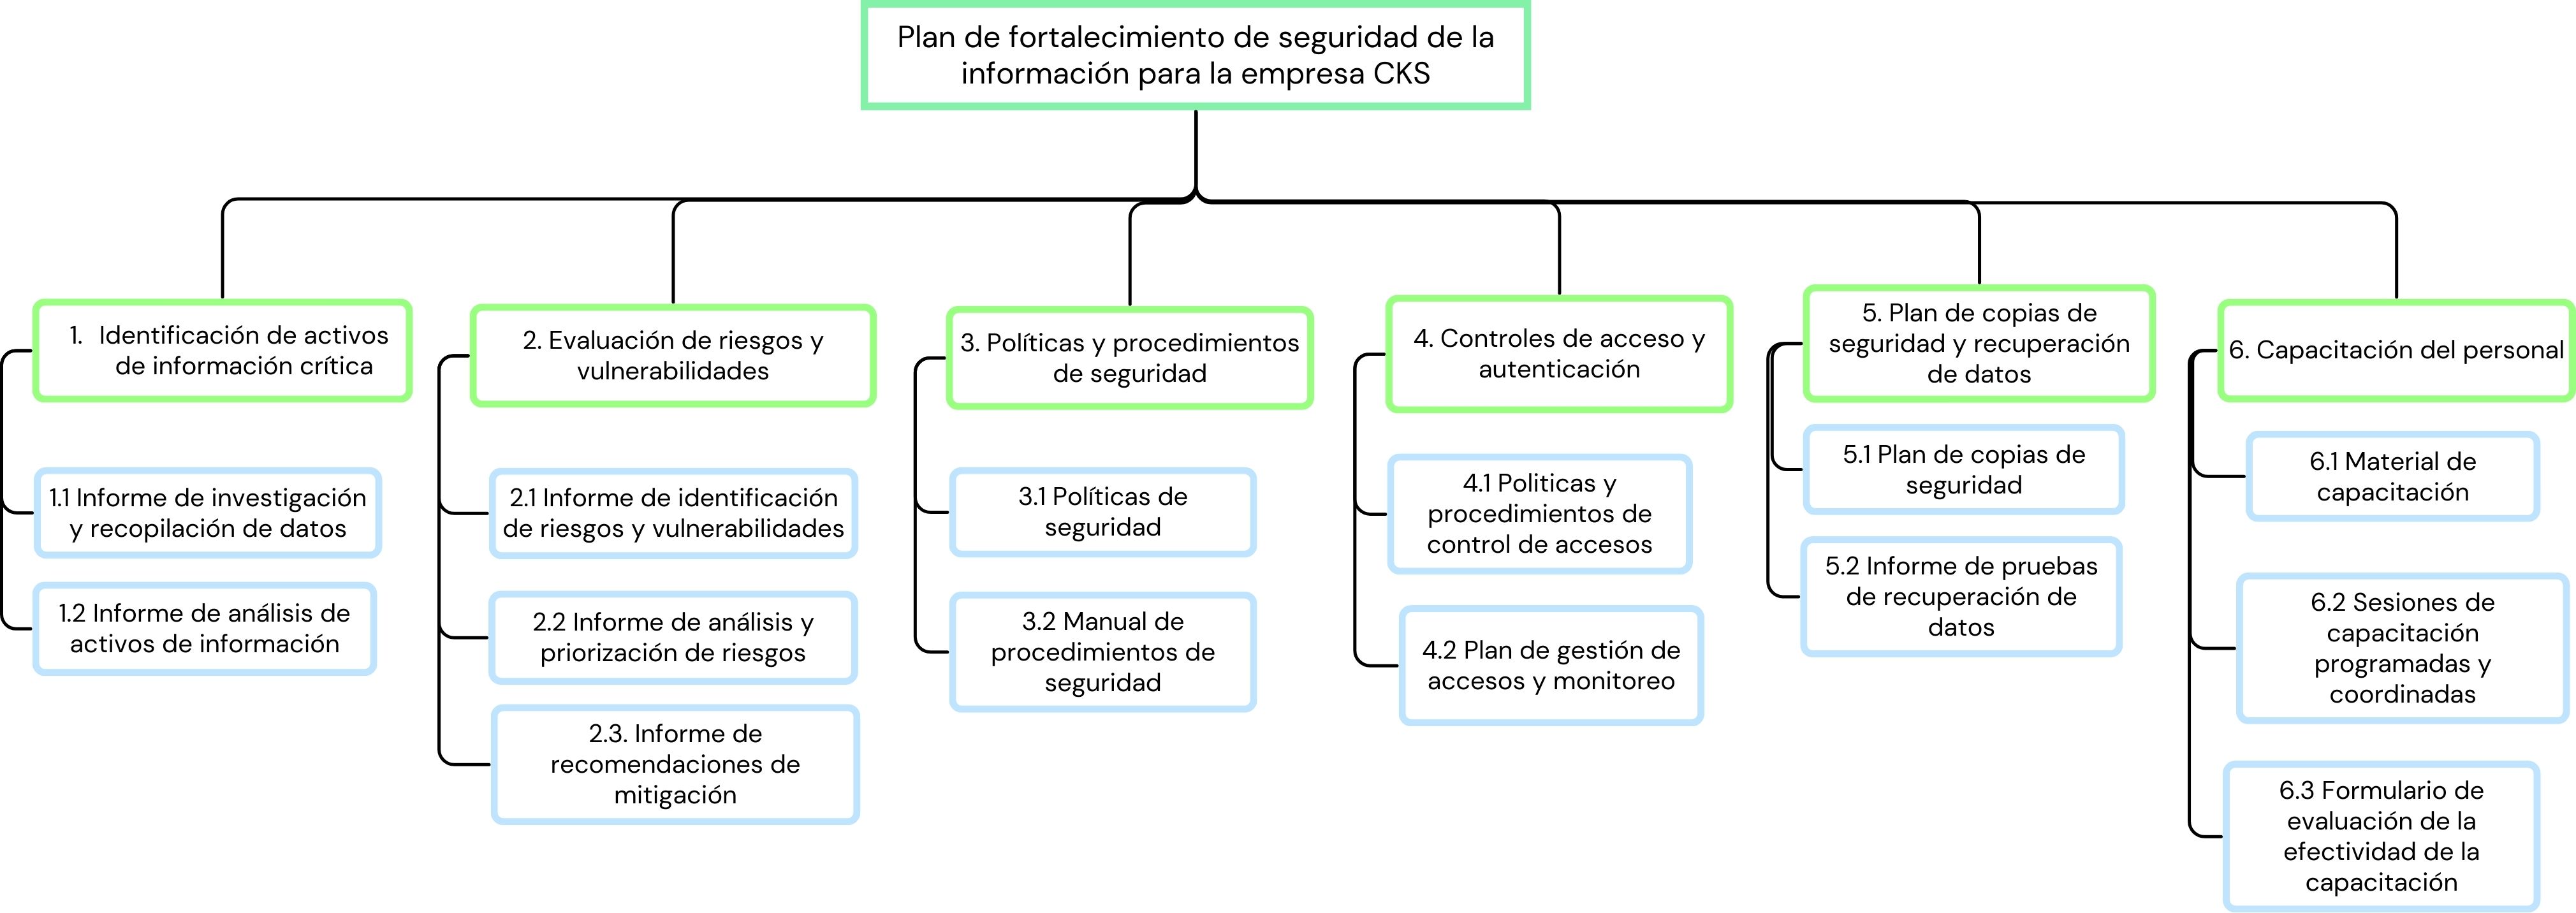 Plan de fortalecimiento de seguridad de la
información para la empresa CKS
1. Identificación de activos
de información crítica
1.1 Informe de investigación
y recopilación de datos
1.2 Informe de análisis de
activos de información
2. Evaluación de riesgos y
vulnerabilidades
2.1 Informe de identificación
de riesgos y vulnerabilidades
2.2 Informe de análisis y
priorización de riesgos
2.3. Informe de
recomendaciones de
mitigación
3. Políticas y procedimientos
de seguridad
3.1 Políticas de
seguridad
3.2 Manual de
procedimientos de
seguridad
4. Controles de acceso y
autenticación
4.1 Politicas y
procedimientos de
control de accesos
4.2 Plan de gestión de
accesos y monitoreo
5. Plan de copias de
seguridad y recuperación
de datos
5.1 Plan de copias de
seguridad
5.2 Informe de pruebas
de recuperación de
datos
6. Capacitación del personal
6.1 Material de
capacitación
6.2 Sesiones de
capacitación
programadas y
coordinadas
6.3 Formulario de
evaluación de la
efectividad de la
capacitación